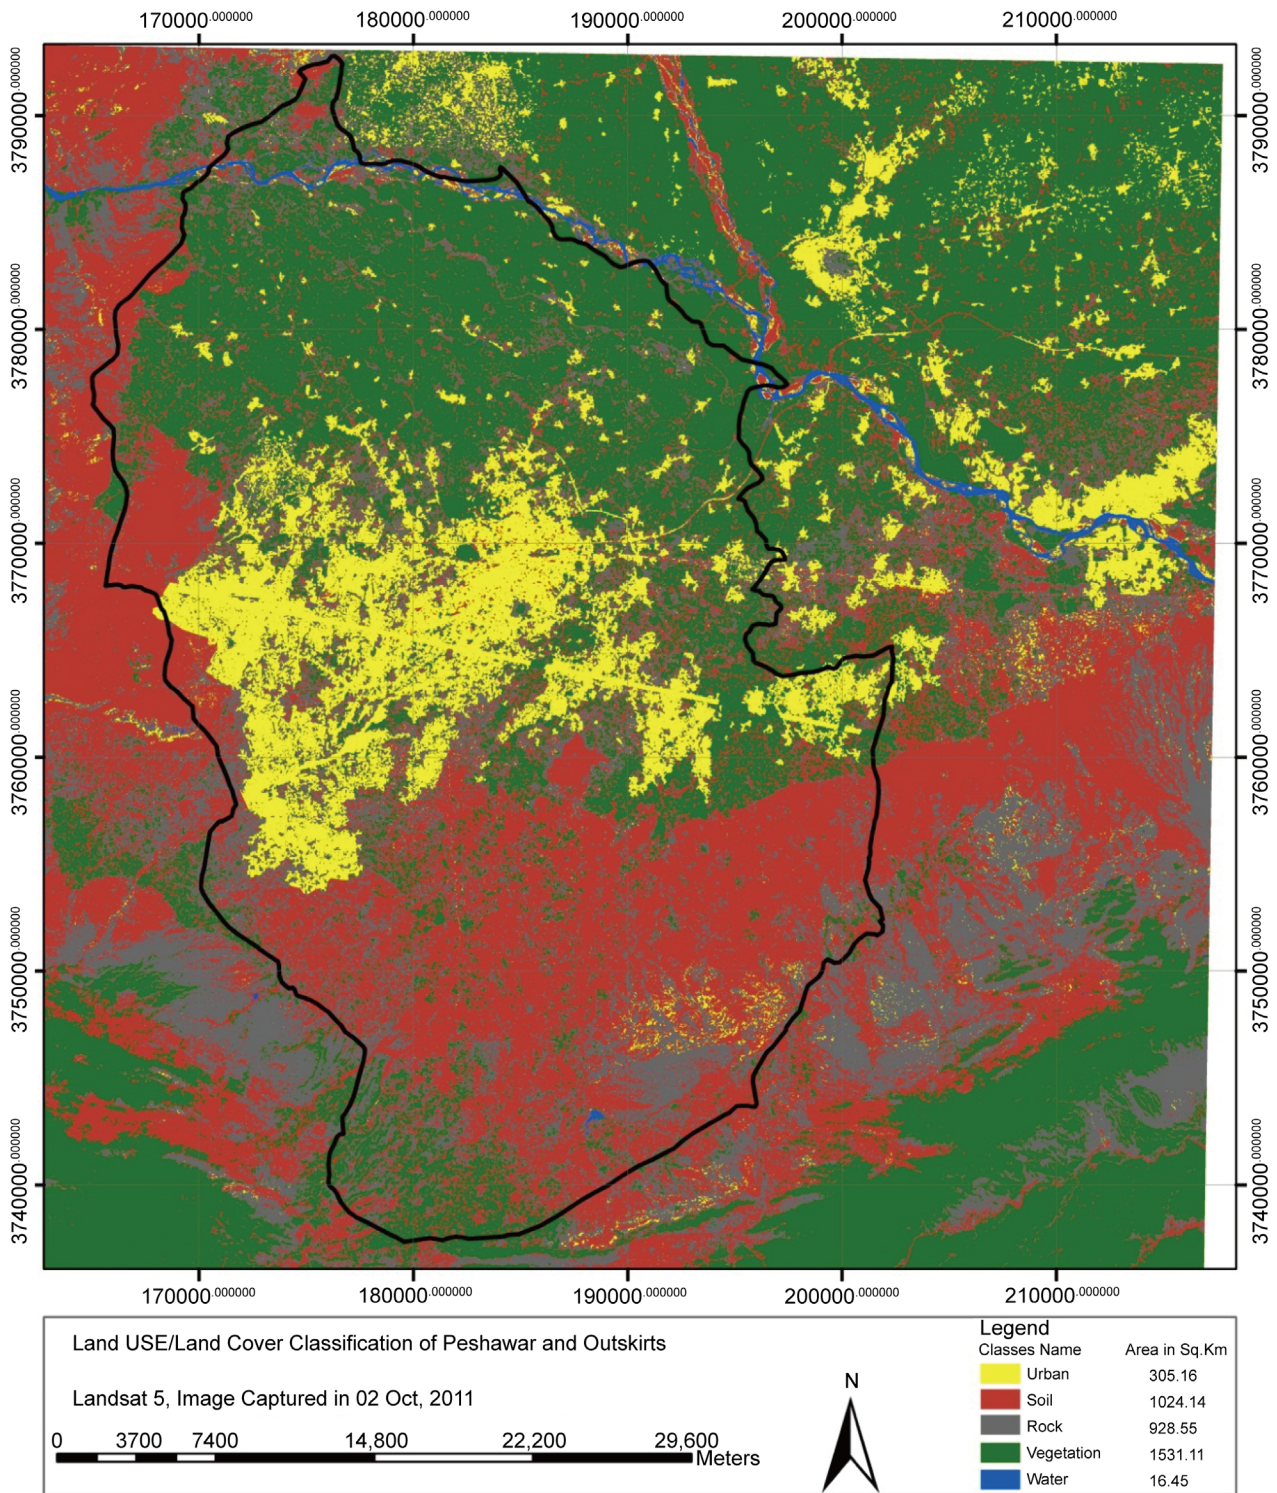 170000.000000 180000.000000 190000.000000 200000.000000 210000.000000
3790000.000000 3790000.000000
3780000.000000 3780000.000000
3770000.000000 3770000.000000
3760000.000000 3760000.000000
3750000.000000 3750000.000000
3740000.000000 3740000.000000
170000.000000 180000.000000 190000.000000 200000.000000 210000.000000
Land USE/Land Cover Classification of Peshawar and Outskirts
Landsat 5, Image Captured in 02 Oct, 2011
0 3700 7400 14,800 22,200 29,600
Meters
N
Legend
Classes Name Area in Sq.Km
Urban 305.16
Soil 1024.14
Rock 928.55
Vegetation 1531.11
Water 16.45